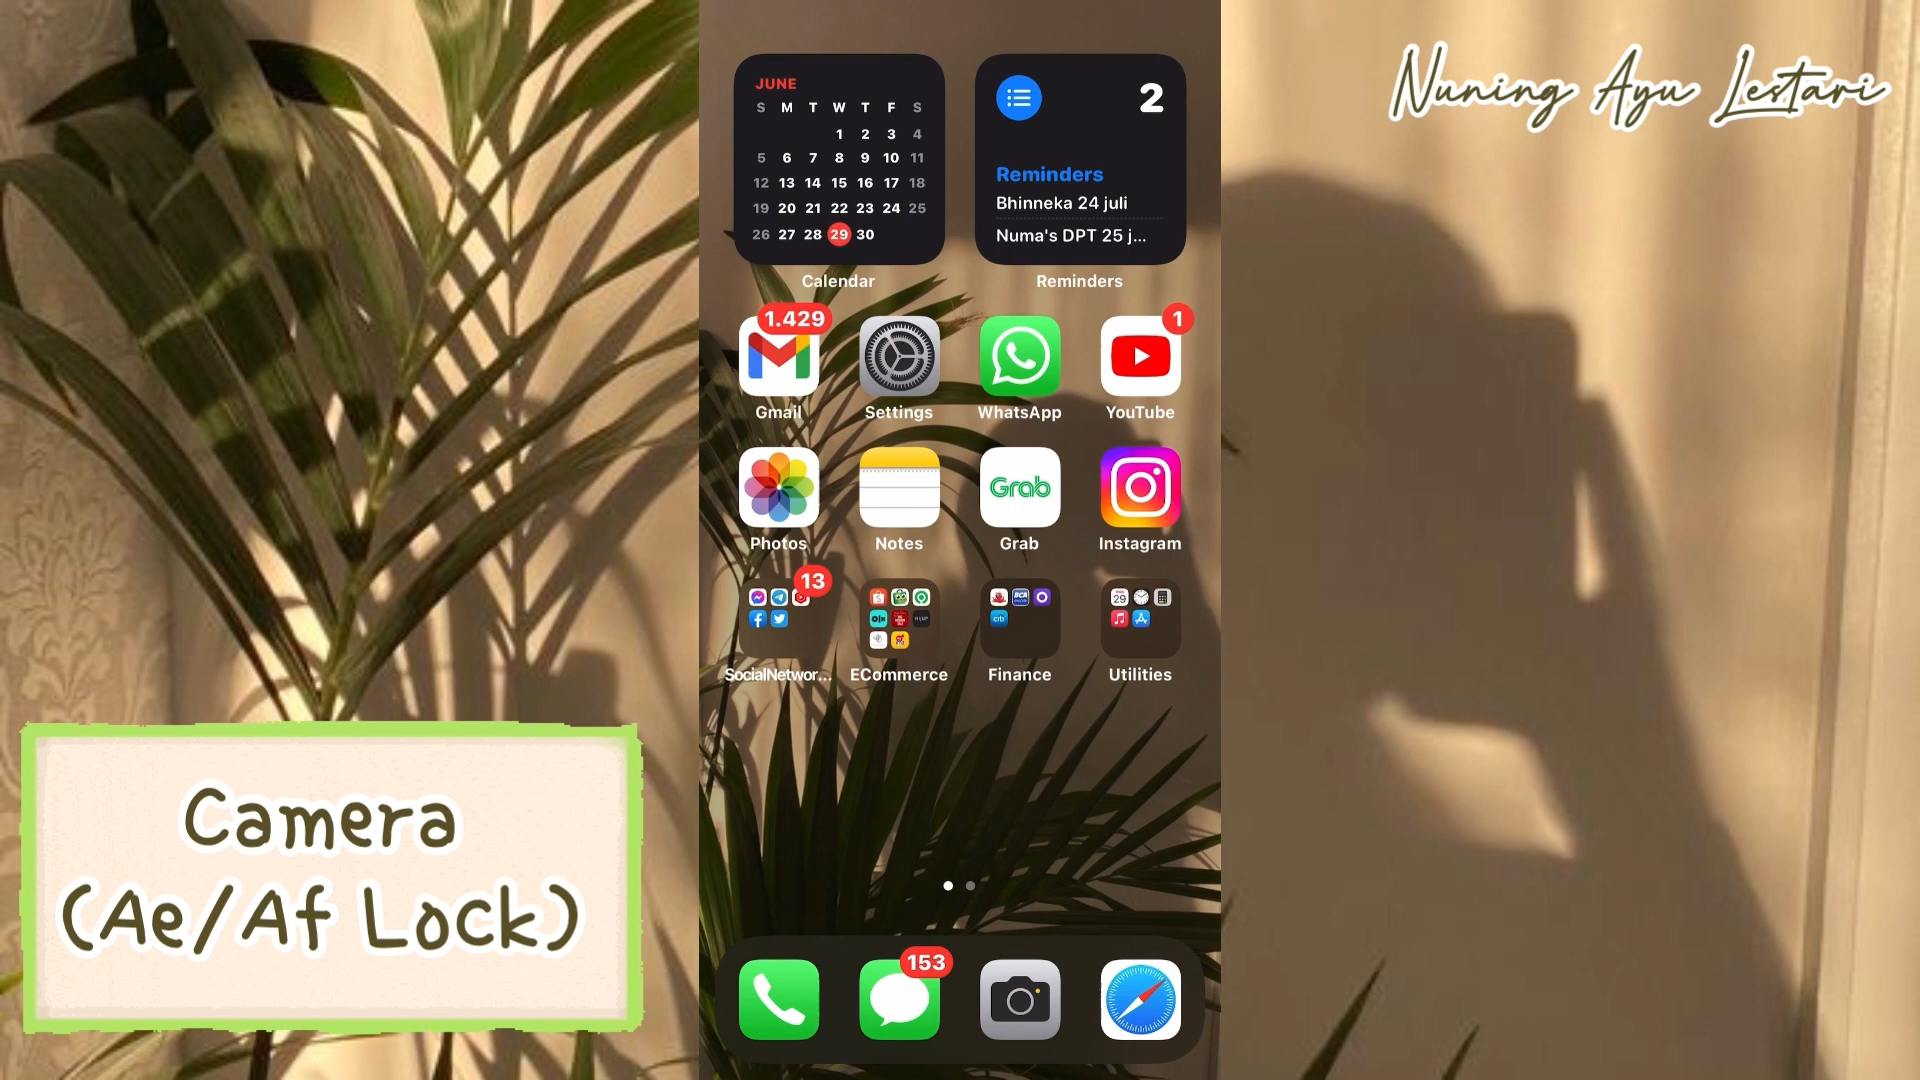 Nuning Ayu Lestari
JUNE
S M T W T F S
1 2 3 4
5 6 7 8 9 10 11
12 13 14 15 16 17 18
19 20 21 22 23 24 25
26 27 28 29 30
Calendar
2
Reminders
Bhinneka 24 juli
Numa's DPT 25 j...
Reminders
1.429
1
Gmail Settings WhatsApp YouTube
Grab
Photos Notes Grab Instagram
13
29
BCA
citi
SocialNetwor... ECommerce Finance Utilities
Camera
(Ae/Af Lock)
153